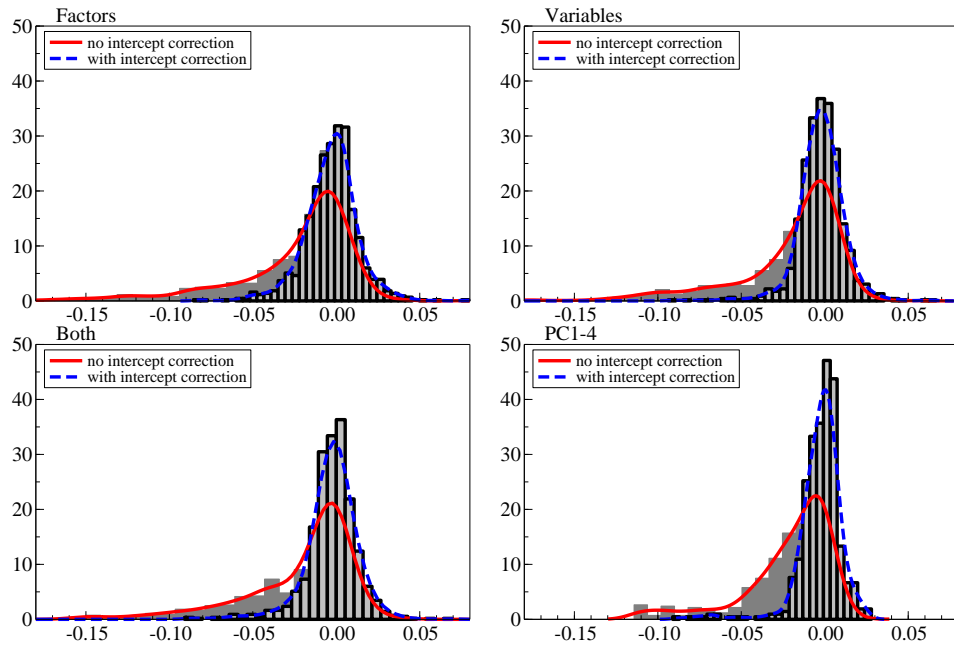 Factors
50
no intercept correction
with intercept correction
40
30
20
10
0
-0.15 -0.10 -0.05 0.00 0.05
Variables
50
no intercept correction
with intercept correction
40
30
20
10
0
-0.15 -0.10 -0.05 0.00 0.05
Both
50
no intercept correction
with intercept correction
40
30
20
10
0
-0.15 -0.10 -0.05 0.00 0.05
PC1-4
50
no intercept correction
with intercept correction
40
30
20
10
0
-0.15 -0.10 -0.05 0.00 0.05